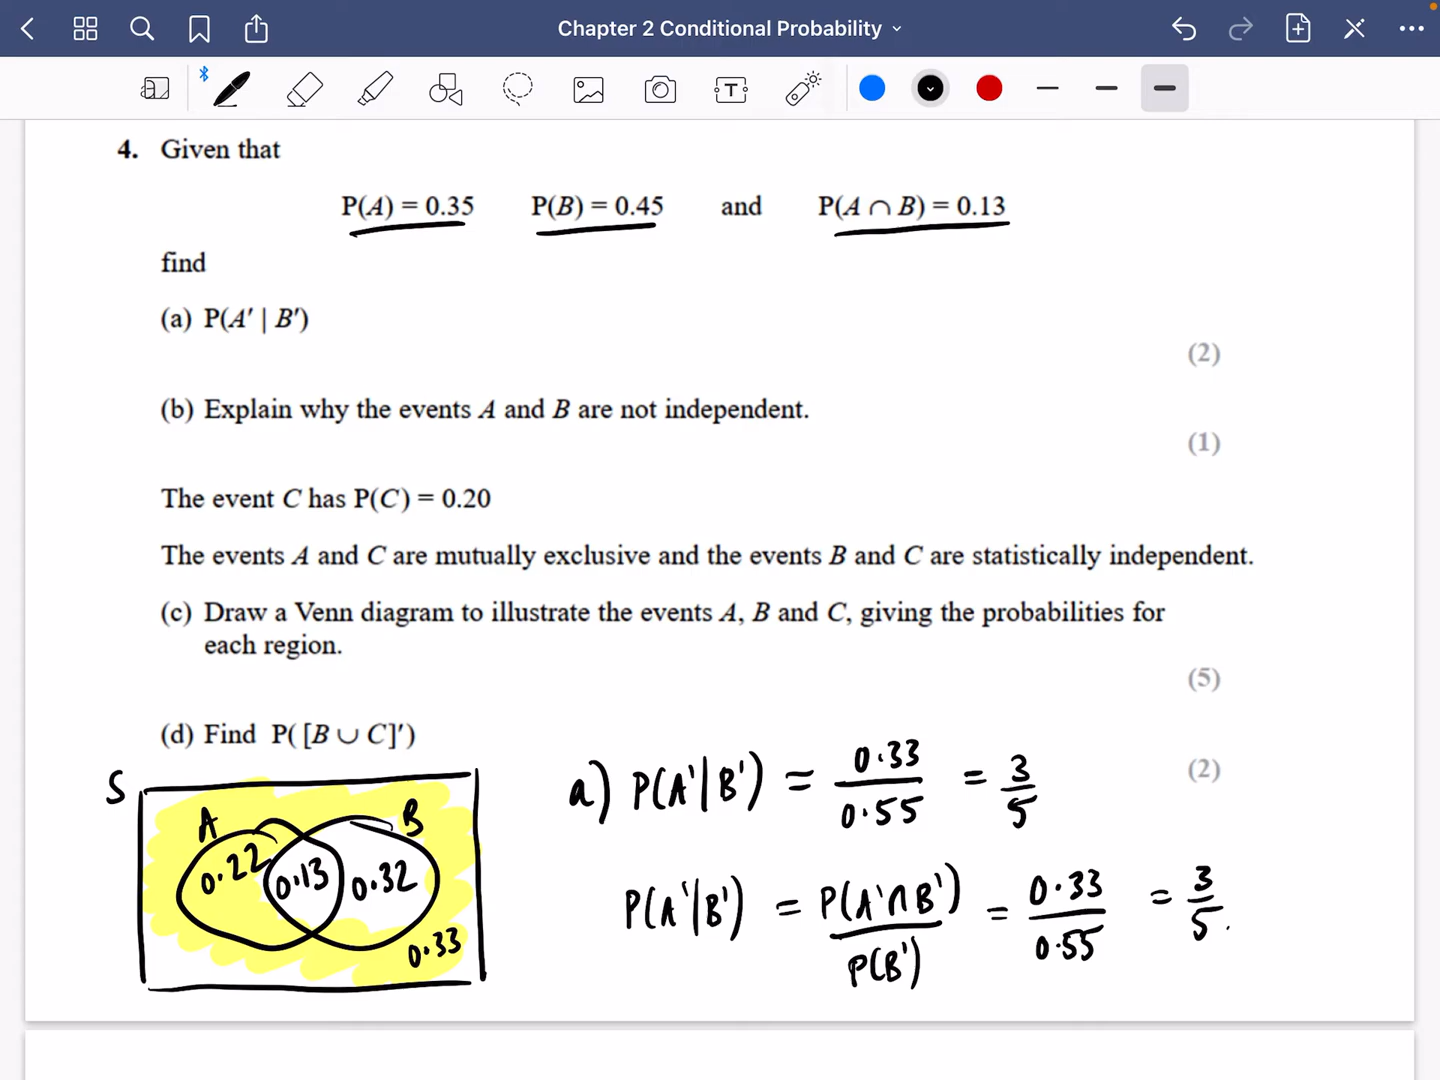 Chapter 2 Conditional Probability
T
4. Given that
P(A) = 0.35 P(B) = 0.45 and P(A ∩ B) = 0.13
find
(a) P(A′ | B′)
(2)
(b) Explain why the events A and B are not independent.
(1)
The event C has P(C) = 0.20
The events A and C are mutually exclusive and the events B and C are statistically independent.
(c) Draw a Venn diagram to illustrate the events A, B and C, giving the probabilities for
each region.
(5)
(d) Find P( [B ∪ C]′)
(2)
S
A B
0.22 0.13 0.32
0.33
a) P(A'|B') = 0.33/0.55 = 3/5
P(A'|B') = P(A'∩B')/P(B') = 0.33/0.55 = 3/5.